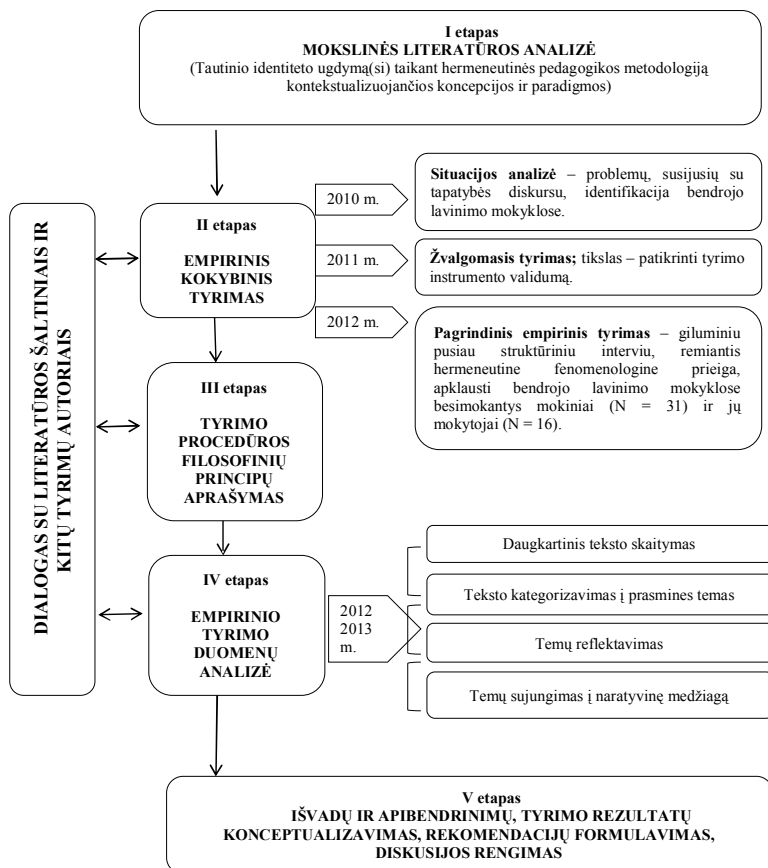 I etapas
MOKSLINĖS LITERATŪROS ANALIZĖ
(Tautinio identiteto ugdymą(si) taikant hermeneutinės pedagogikos metodologiją
kontekstualizuojančios koncepcijos ir paradigmos)
DIALOGAS SU LITERATŪROS ŠALTINIAIS IR
KITŲ TYRIMŲ AUTORIAIS
II etapas
EMPIRINIS
KOKYBINIS
TYRIMAS
2010 m.
Situacijos analizė – problemų, susijusių su
tapatybės diskursu, identifikacija bendrojo
lavinimo mokyklose.
2011 m.
Žvalgomasis tyrimas; tikslas – patikrinti tyrimo
instrumento validumą.
2012 m.
Pagrindinis empirinis tyrimas – giluminiu
pusiau struktūriniu interviu, remiantis
hermeneutine fenomenologine prieiga,
apklausti bendrojo lavinimo mokyklose
besimokantys mokiniai (N = 31) ir jų
mokytojai (N = 16).
III etapas
TYRIMO
PROCEDŪROS
FILOSOFINIŲ
PRINCIPŲ
APRAŠYMAS
IV etapas
EMPIRINIO
TYRIMO
DUOMENŲ
ANALIZĖ
2012
2013
m.
Daugkartinis teksto skaitymas
Teksto kategorizavimas į prasmines temas
Temų reflektavimas
Temų sujungimas į naratyvinę medžiagą
V etapas
IŠVADŲ IR APIBENDRINIMŲ, TYRIMO REZULTATŲ
KONCEPTUALIZAVIMAS, REKOMENDACIJŲ FORMULAVIMAS,
DISKUSIJOS RENGIMAS